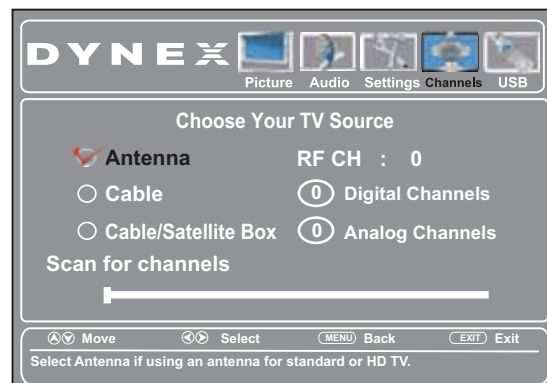 DYNEX
Picture Audio Settings Channels USB
Choose Your TV Source
Antenna RF CH : 0
Cable 0 Digital Channels
Cable/Satellite Box 0 Analog Channels
Scan for channels
Move Select MENU Back EXIT Exit
Select Antenna if using an antenna for standard or HD TV.